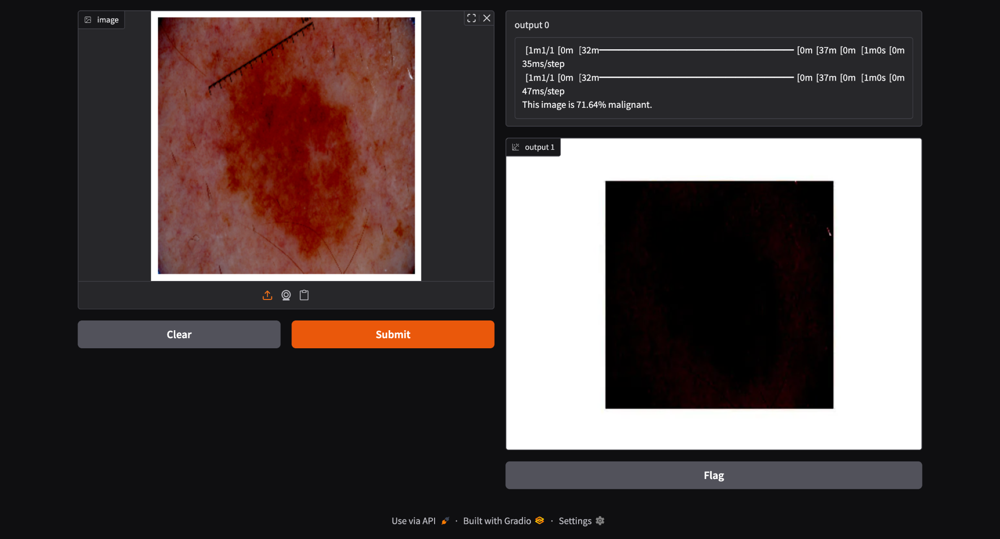 image
output 0
[1m1/1 [0m [32m━━━━━━━━━━━━━━━━━━━━ [0m [37m [0m [1m0s [0m
35ms/step
[1m1/1 [0m [32m━━━━━━━━━━━━━━━━━━━━ [0m [37m [0m [1m0s [0m
47ms/step
This image is 71.64% malignant.
output 1
Clear
Submit
Flag
Use via API · Built with Gradio · Settings